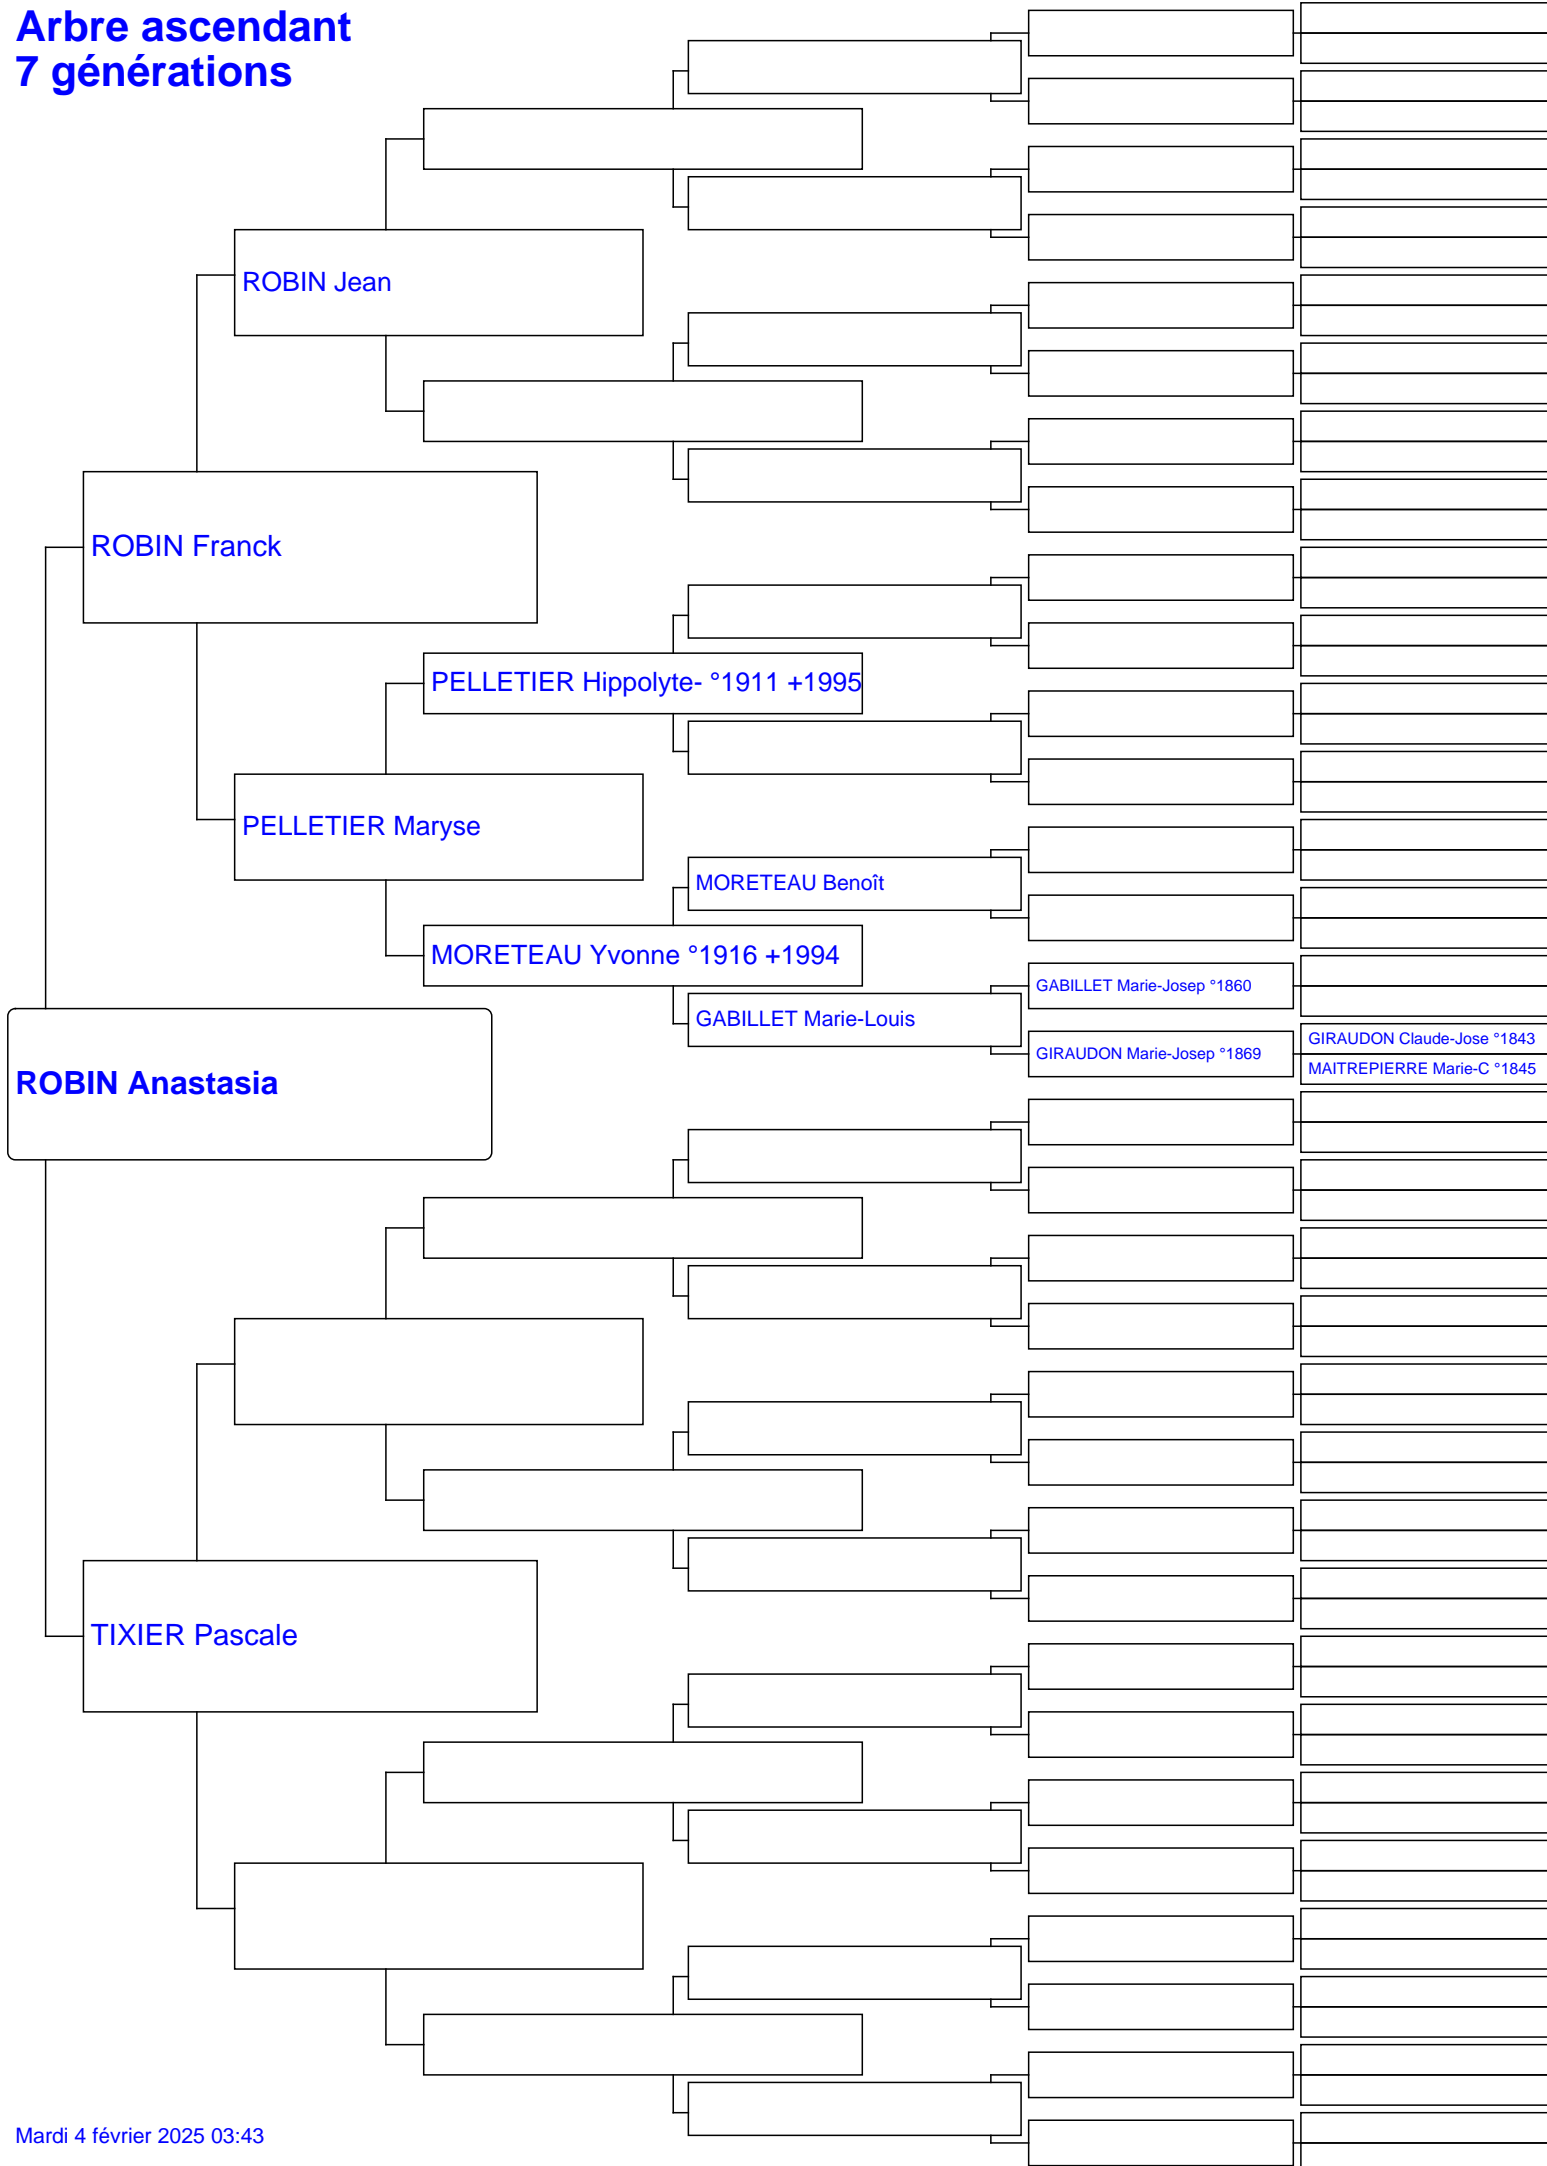 Arbre ascendant
7 générations
ROBIN Jean
ROBIN Franck
PELLETIER Hippolyte- °1911 +1995
PELLETIER Maryse
MORETEAU Benoît
MORETEAU Yvonne °1916 +1994
GABILLET Marie-Josep °1860
GABILLET Marie-Louis
GIRAUDON Marie-Josep °1869
GIRAUDON Claude-Jose °1843
MAITREPIERRE Marie-C °1845
ROBIN Anastasia
TIXIER Pascale
Mardi 4 février 2025 03:43